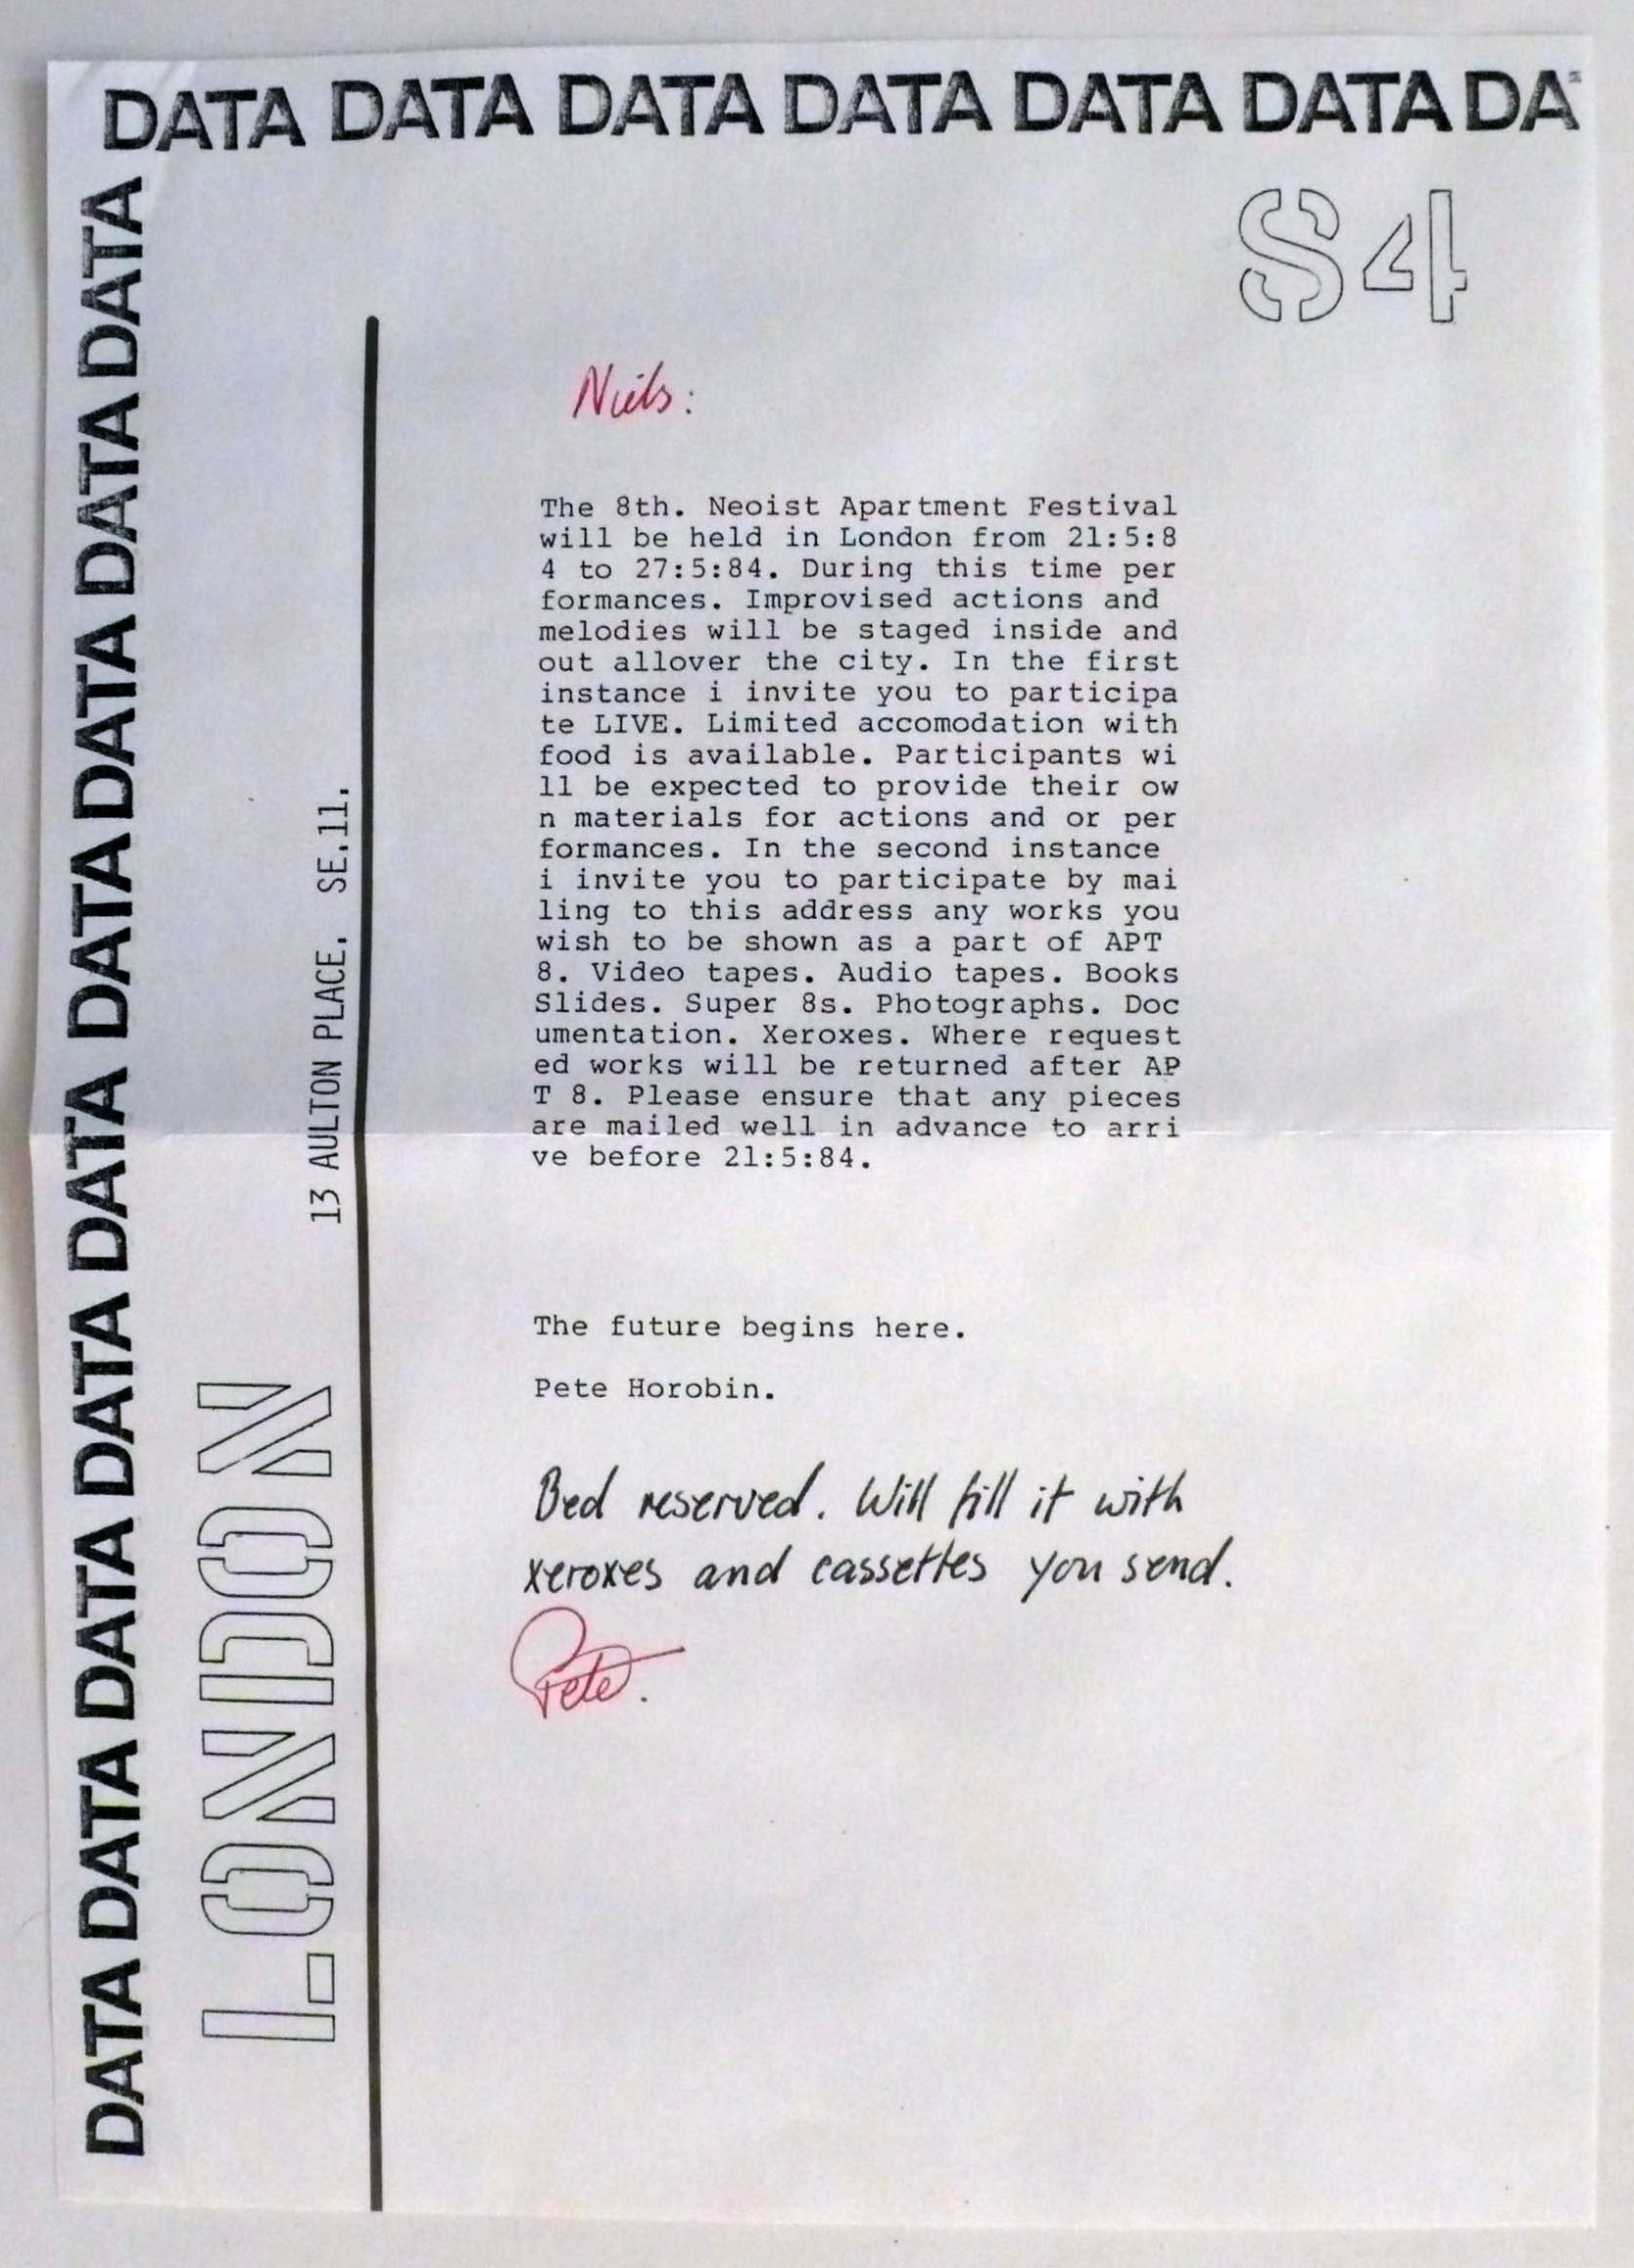 DATA DATA DATA DATA DATA DATA DA
84
DATA DATA DATA DATA DATA DATA DATA DATA DATA
LONDON
13 AULTON PLACE. SE.11.
Niels:
The 8th. Neoist Apartment Festival
will be held in London from 21:5:8
4 to 27:5:84. During this time per
formances. Improvised actions and
melodies will be staged inside and
out allover the city. In the first
instance i invite you to participa
te LIVE. Limited accomodation with
food is available. Participants wi
ll be expected to provide their ow
n materials for actions and or per
formances. In the second instance
i invite you to participate by mai
ling to this address any works you
wish to be shown as a part of APT
8. Video tapes. Audio tapes. Books
Slides. Super 8s. Photographs. Doc
umentation. Xeroxes. Where request
ed works will be returned after AP
T 8. Please ensure that any pieces
are mailed well in advance to arri
ve before 21:5:84.
The future begins here.
Pete Horobin.
Bed reserved. Will fill it with
xeroxes and cassettes you send.
Pete.